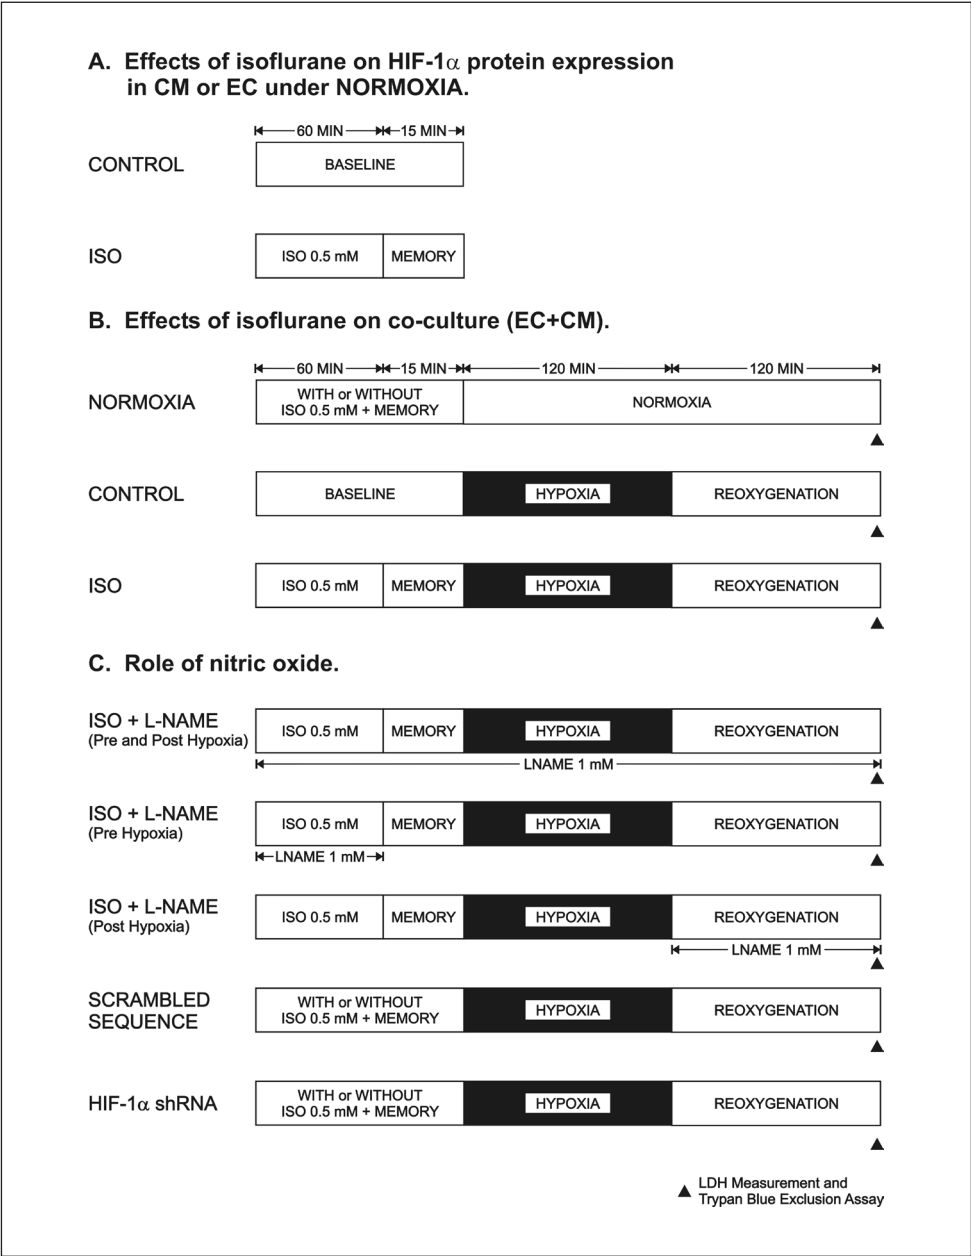 A. Effects of isoflurane on HIF-1α protein expression
in CM or EC under NORMOXIA.
60 MIN 15 MIN
CONTROL BASELINE
ISO ISO 0.5 mM MEMORY
B. Effects of isoflurane on co-culture (EC+CM).
60 MIN 15 MIN 120 MIN 120 MIN
NORMOXIA WITH or WITHOUT
ISO 0.5 mM + MEMORY NORMOXIA
CONTROL BASELINE HYPOXIA REOXYGENATION
ISO ISO 0.5 mM MEMORY HYPOXIA REOXYGENATION
C. Role of nitric oxide.
ISO + L-NAME
(Pre and Post Hypoxia) ISO 0.5 mM MEMORY HYPOXIA REOXYGENATION
LNAME 1 mM
ISO + L-NAME
(Pre Hypoxia) ISO 0.5 mM MEMORY HYPOXIA REOXYGENATION
LNAME 1 mM
ISO + L-NAME
(Post Hypoxia) ISO 0.5 mM MEMORY HYPOXIA REOXYGENATION
LNAME 1 mM
SCRAMBLED
SEQUENCE WITH or WITHOUT
ISO 0.5 mM + MEMORY HYPOXIA REOXYGENATION
HIF-1α shRNA WITH or WITHOUT
ISO 0.5 mM + MEMORY HYPOXIA REOXYGENATION
▲ LDH Measurement and
Trypan Blue Exclusion Assay